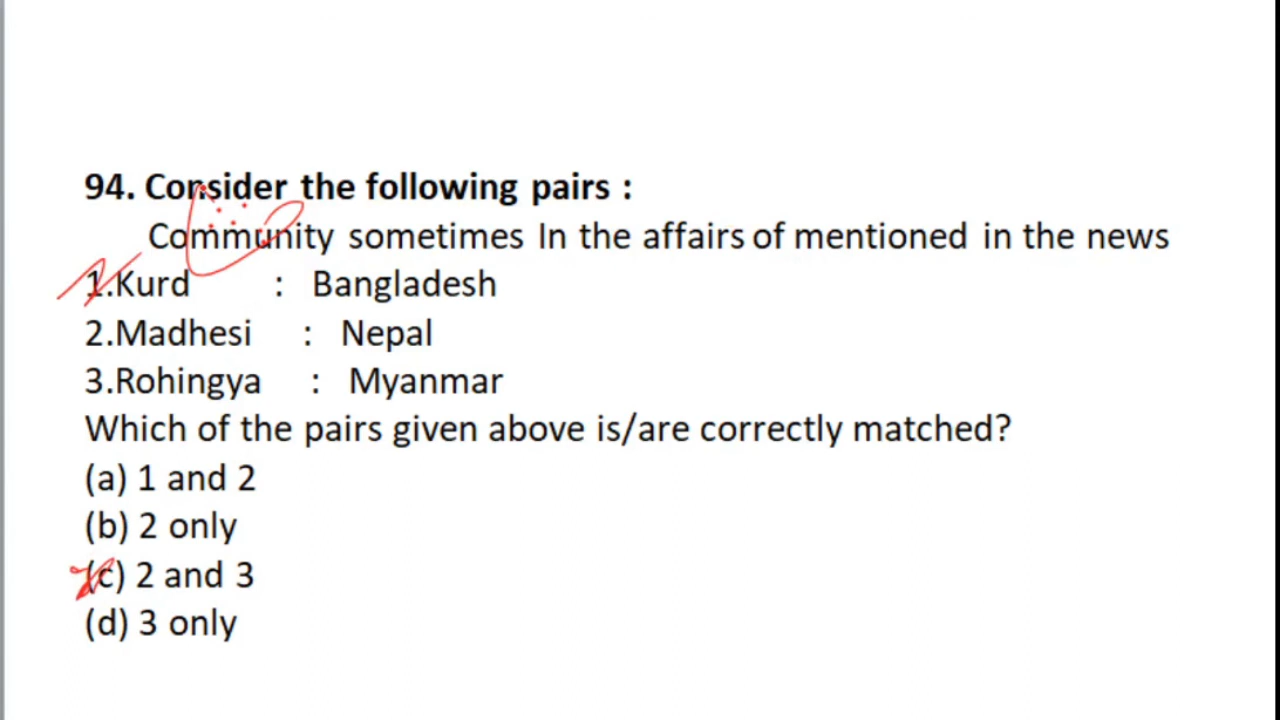 94. Consider the following pairs :
Community sometimes In the affairs of mentioned in the news
1.Kurd : Bangladesh
2.Madhesi : Nepal
3.Rohingya : Myanmar
Which of the pairs given above is/are correctly matched?
(a) 1 and 2
(b) 2 only
(c) 2 and 3
(d) 3 only